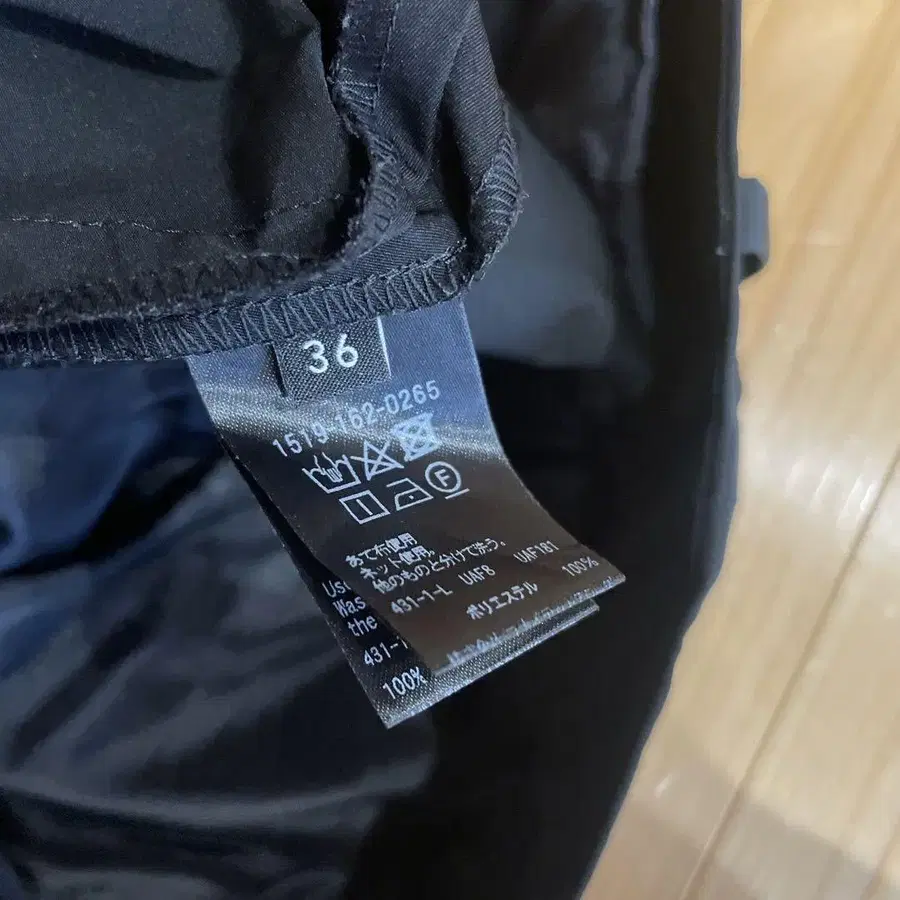 36
1519-162-0265
F
あて布使用
ネット使用。
他のものと分けて洗う。
431-1-L UAF8 UAF181
ポリエステル 100%
Use
Was
the
431-1
100%